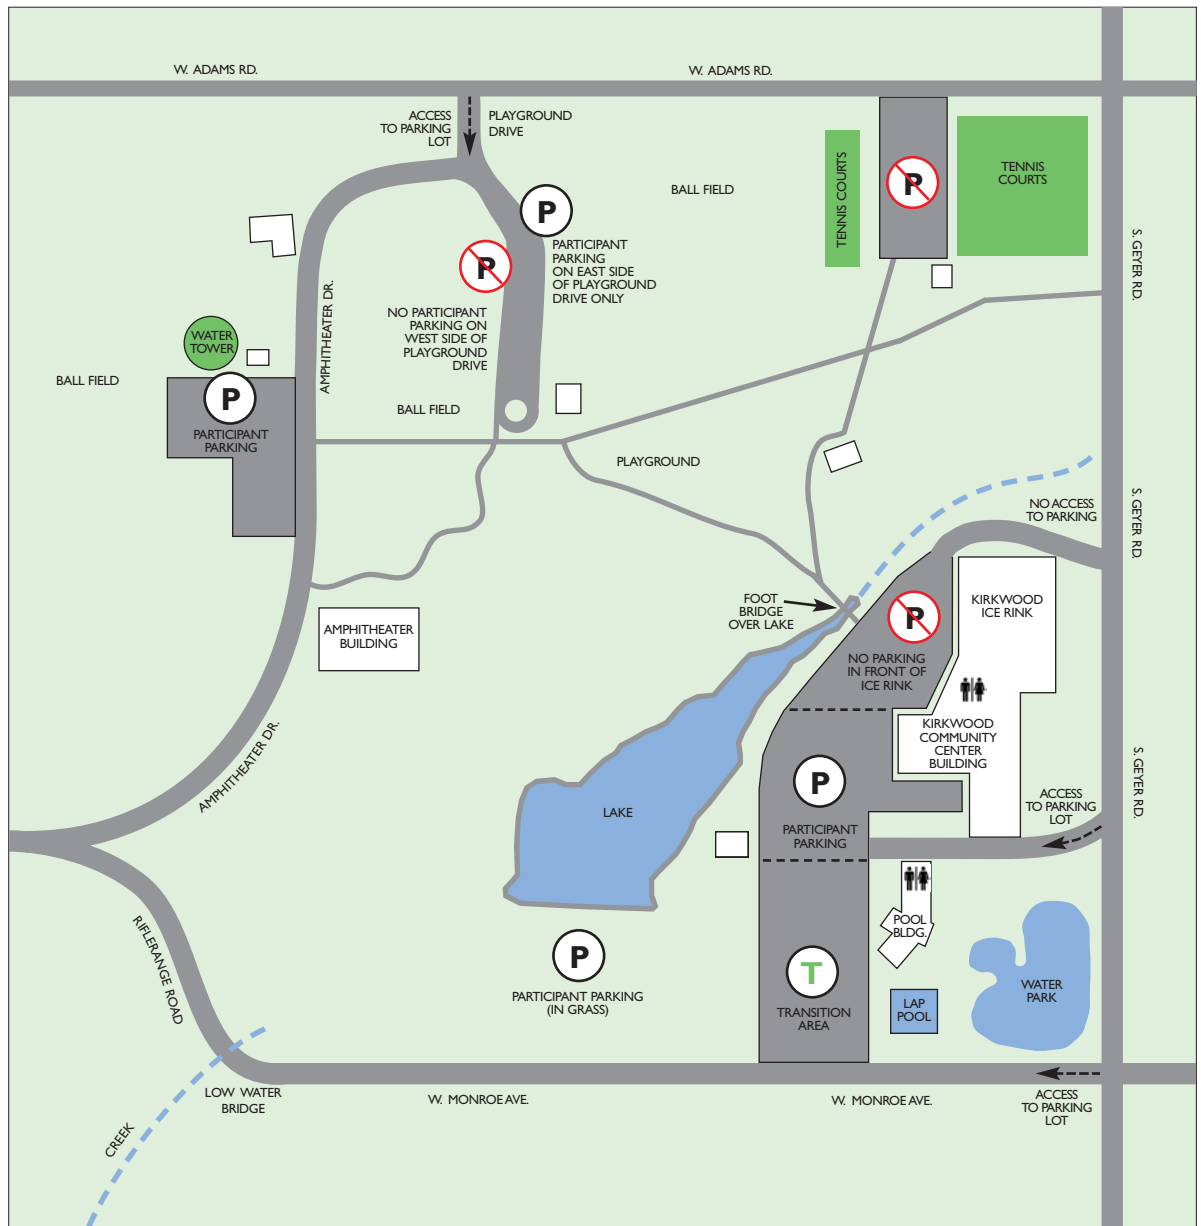 W. ADAMS RD.
W. ADAMS RD.
ACCESS
TO PARKING
LOT
PLAYGROUND
DRIVE
P
TENNIS COURTS
P
TENNIS
COURTS
BALL FIELD
S. GEYER RD.
PARTICIPANT
PARKING
ON EAST SIDE
OF PLAYGROUND
DRIVE ONLY
P
NO PARTICIPANT
PARKING ON
WEST SIDE OF
PLAYGROUND
DRIVE
AMPHITHEATER DR.
WATER
TOWER
BALL FIELD
P
PARTICIPANT
PARKING
BALL FIELD
PLAYGROUND
NO ACCESS
TO PARKING
S. GEYER RD.
FOOT
BRIDGE
OVER LAKE
P
NO PARKING
IN FRONT OF
ICE RINK
KIRKWOOD
ICE RINK
AMPHITHEATER
BUILDING
KIRKWOOD
COMMUNITY
CENTER
BUILDING
AMPHITHEATER DR.
P
PARTICIPANT
PARKING
LAKE
ACCESS
TO PARKING
LOT
S. GEYER RD.
POOL
BLDG.
RIFLERANGE ROAD
P
PARTICIPANT PARKING
(IN GRASS)
T
TRANSITION
AREA
LAP
POOL
WATER
PARK
LOW WATER
BRIDGE
CREEK
W. MONROE AVE.
W. MONROE AVE.
ACCESS
TO PARKING
LOT